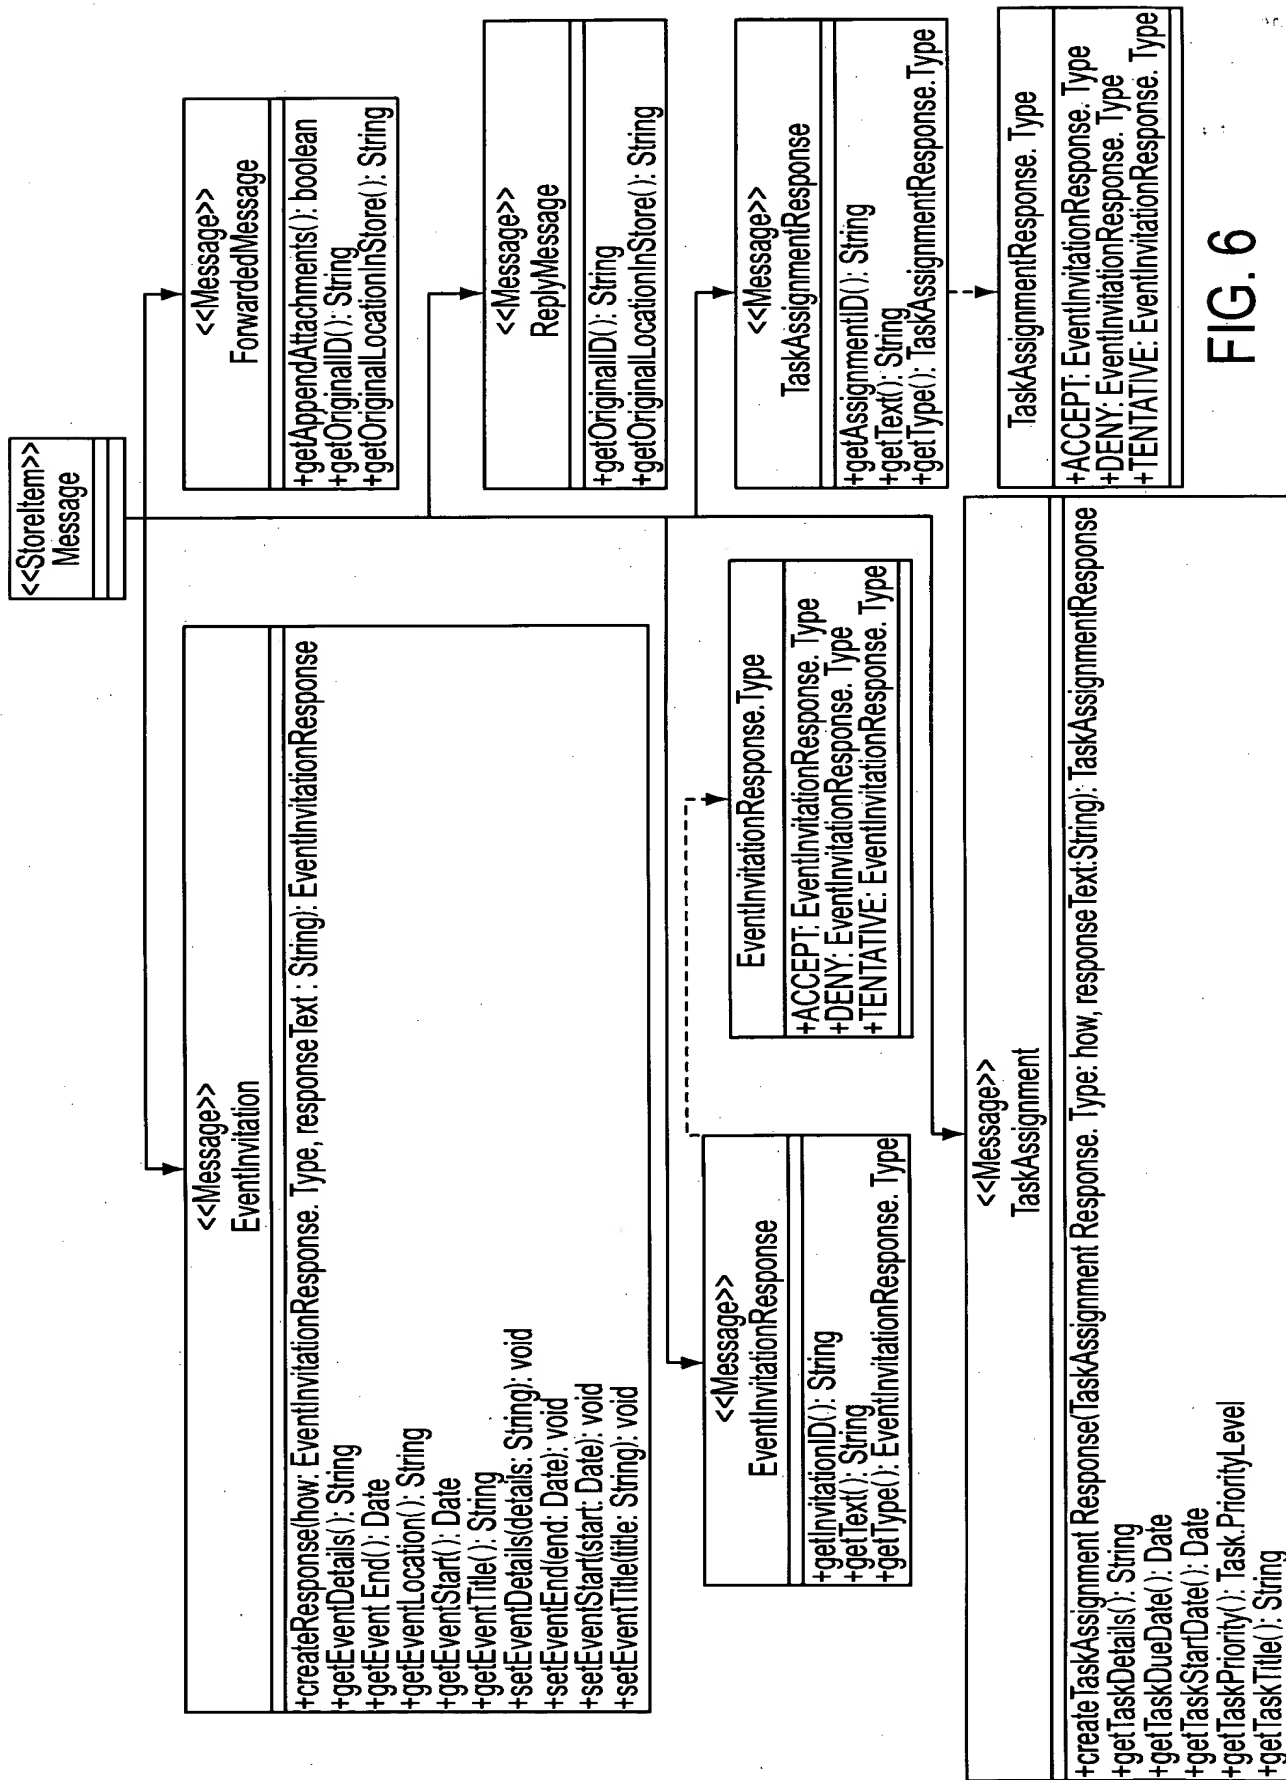 <<StoreItem>>
Message
<<Message>>
EventInvitation
+createResponse(how: EventInvitationResponse. Type, responseText : String): EventInvitationResponse
+getEventDetails( ): String
+getEvent End( ): Date
+getEventLocation( ): String
+getEventStart( ): Date
+getEventTitle( ): String
+setEventDetails(details: String): void
+setEventEnd(end: Date): void
+setEventStart(start: Date): void
+setEventTitle(title: String): void
<<Message>>
ForwardedMessage
+getAppendAttachments( ): boolean
+getOriginalID( ): String
+getOriginalLocationInStore( ): String
<<Message>>
ReplyMessage
+getOriginalID( ): String
+getOriginalLocationInStore( ): String
<<Message>>
EventInvitationResponse
+getInvitationID( ): String
+getText( ): String
+getType( ): EventInvitationResponse. Type
EventInvitationResponse.Type
+ACCEPT: EventInvitationResponse. Type
+DENY: EventInvitationResponse. Type
+TENTATIVE: EventInvitationResponse. Type
<<Message>>
TaskAssignmentResponse
+getAssignmentID( ): String
+getText( ): String
+getType( ): TaskAssignmentResponse.Type
<<Message>>
TaskAssignment
+createTaskAssignment Response(TaskAssignment Response. Type: how, responseText:String): TaskAssignmentResponse
+getTaskDetails( ): String
+getTaskDueDate( ): Date
+getTaskStartDate( ): Date
+getTaskPriority( ): Task.PriorityLevel
+getTaskTitle( ): String
TaskAssignmentResponse. Type
+ACCEPT: EventInvitationResponse. Type
+DENY: EventInvitationResponse. Type
+TENTATIVE: EventInvitationResponse. Type
FIG. 6